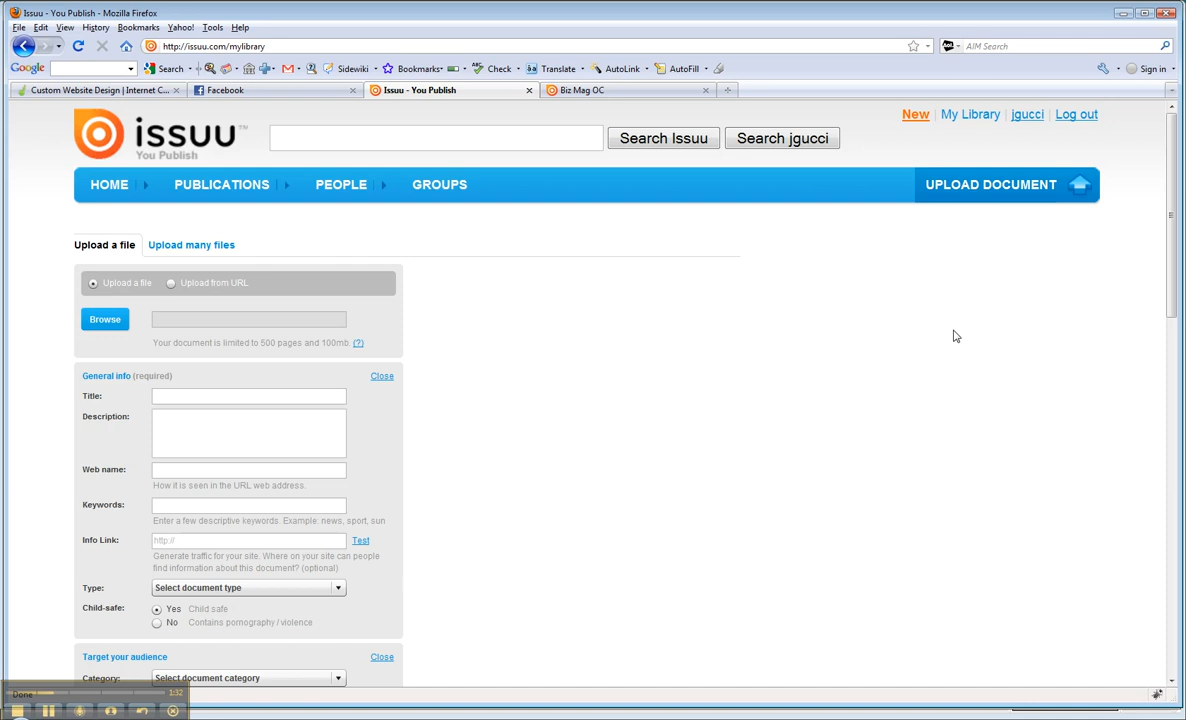 Issuu - You Publish - Mozilla Firefox
File Edit View History Bookmarks Yahoo! Tools Help
http://issuu.com/mylibrary
AIM Search
Google
Search Sidewiki Bookmarks Check Translate AutoLink AutoFill Sign in
Custom Website Design | Internet C... Facebook Issuu - You Publish Biz Mag OC
New | My Library | jgucci | Log out
issuu™
You Publish
Search Issuu Search jgucci
HOME PUBLICATIONS PEOPLE GROUPS UPLOAD DOCUMENT
Upload a file Upload many files
Upload a file Upload from URL
Browse
Your document is limited to 500 pages and 100mb. (?)
General info (required) Close
Title:
Description:
Web name:
How it is seen in the URL web address.
Keywords:
Enter a few descriptive keywords. Example: news, sport, sun
Info Link: http:// Test
Generate traffic for your site. Where on your site can people
find information about this document? (optional)
Type: Select document type
Child-safe: Yes Child safe
No Contains pornography / violence
Target your audience Close
Category: Select document category
Done 1:32